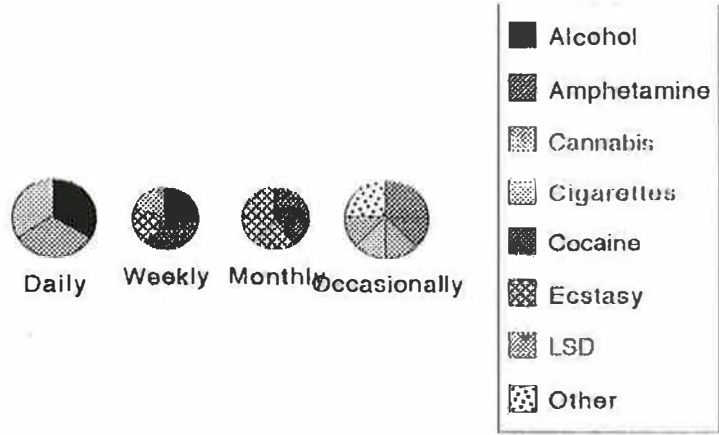 Alcohol
Amphetamine
Cannabis
Cigarettes
Cocaine
Ecstasy
LSD
Other
Daily
Weekly
Monthly
Occasionally